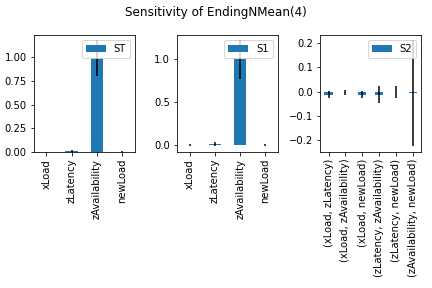 Sensitivity of EndingNMean(4)
ST
1.00
0.75
0.50
0.25
0.00
xLoad
zLatency
zAvailability
newLoad
S1
1.0
0.5
0.0
xLoad
zLatency
zAvailability
newLoad
S2
0.2
0.1
0.0
−0.1
−0.2
(xLoad, zLatency)
(xLoad, zAvailability)
(xLoad, newLoad)
(zLatency, zAvailability)
(zLatency, newLoad)
(zAvailability, newLoad)